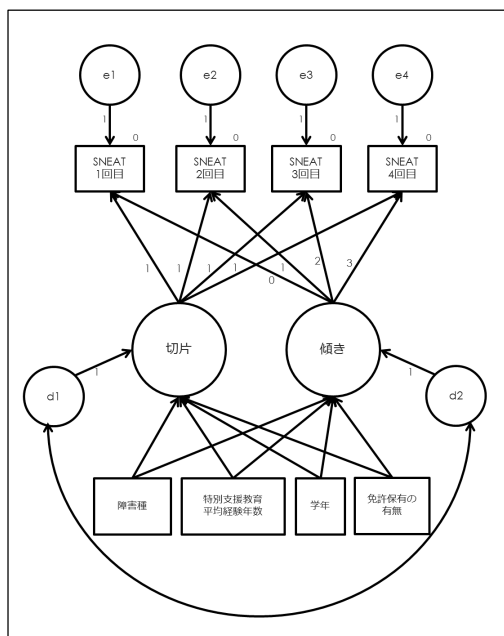 e1 e2 e3 e4
1 1 1 1
0 0 0 0
SNEAT SNEAT SNEAT SNEAT
1回目 2回目 3回目 4回目
1 1 1 1 0 1 2 3
切片 傾き
1 1
d1 d2
障害種 特別支援教育 学年 免許保有の
平均経験年数 有無